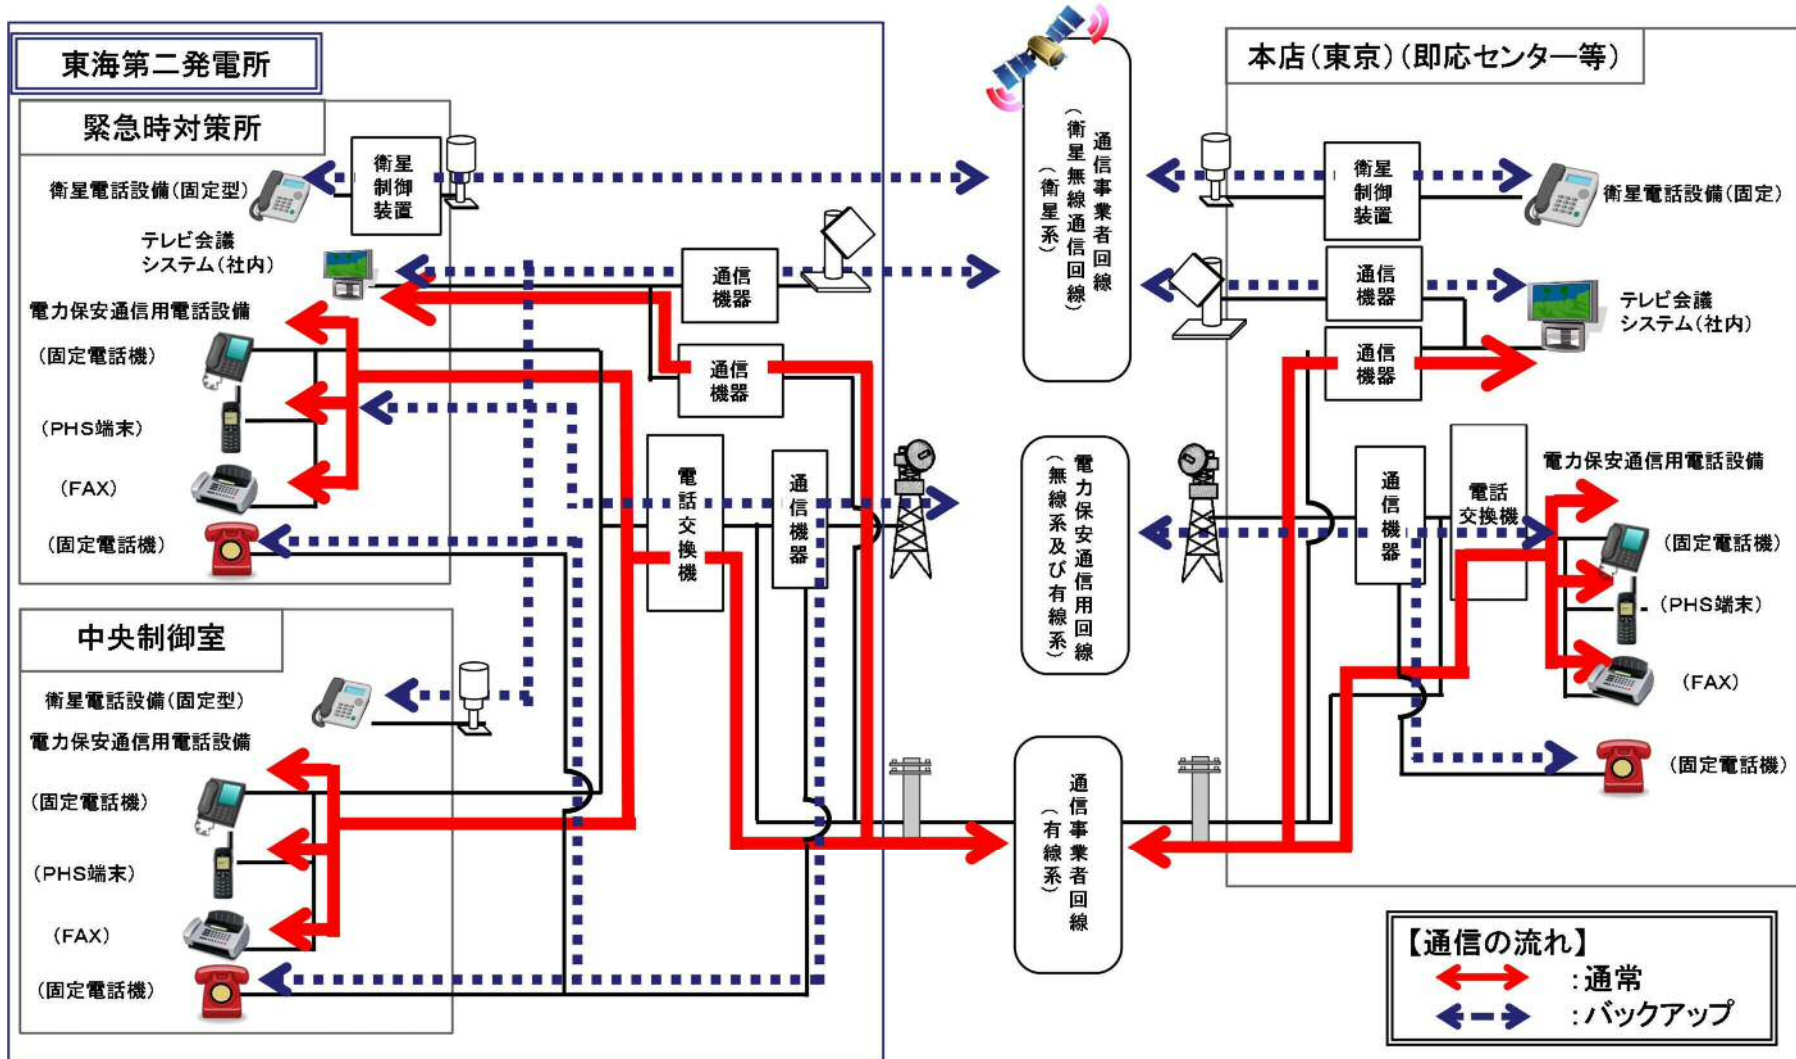 東海第二発電所
緊急時対策所
衛星電話設備(固定型)
衛星
制御
装置
テレビ会議
システム(社内)
通信
機器
電力保安通信用電話設備
(固定電話機)
通信
機器
(PHS端末)
(FAX)
(固定電話機)
電話交換機
通信機器
中央制御室
衛星電話設備(固定型)
電力保安通信用電話設備
(固定電話機)
(PHS端末)
(FAX)
(固定電話機)
通信事業者回線
(衛星無線通信回線)
(衛星系)
電力保安通信用回線
(無線系及び有線系)
通信事業者回線
(有線系)
本店(東京)(即応センター等)
衛星
制御
装置
衛星電話設備(固定)
通信
機器
テレビ会議
システム(社内)
通信
機器
通信機器
電話
交換機
電力保安通信用電話設備
(固定電話機)
(PHS端末)
(FAX)
(固定電話機)
【通信の流れ】
:通常
:バックアップ